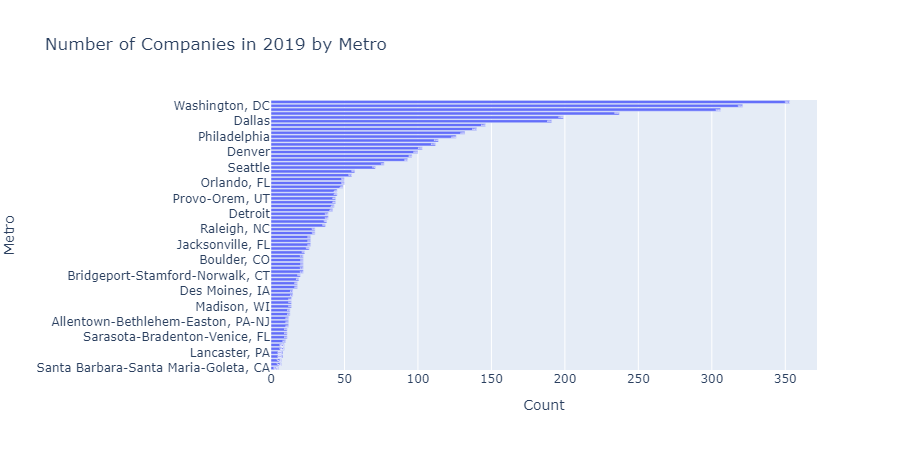 Number of Companies in 2019 by Metro
Metro
Washington, DC
Dallas
Philadelphia
Denver
Seattle
Orlando, FL
Provo-Orem, UT
Detroit
Raleigh, NC
Jacksonville, FL
Boulder, CO
Bridgeport-Stamford-Norwalk, CT
Des Moines, IA
Madison, WI
Allentown-Bethlehem-Easton, PA-NJ
Sarasota-Bradenton-Venice, FL
Lancaster, PA
Santa Barbara-Santa Maria-Goleta, CA
0 50 100 150 200 250 300 350
Count